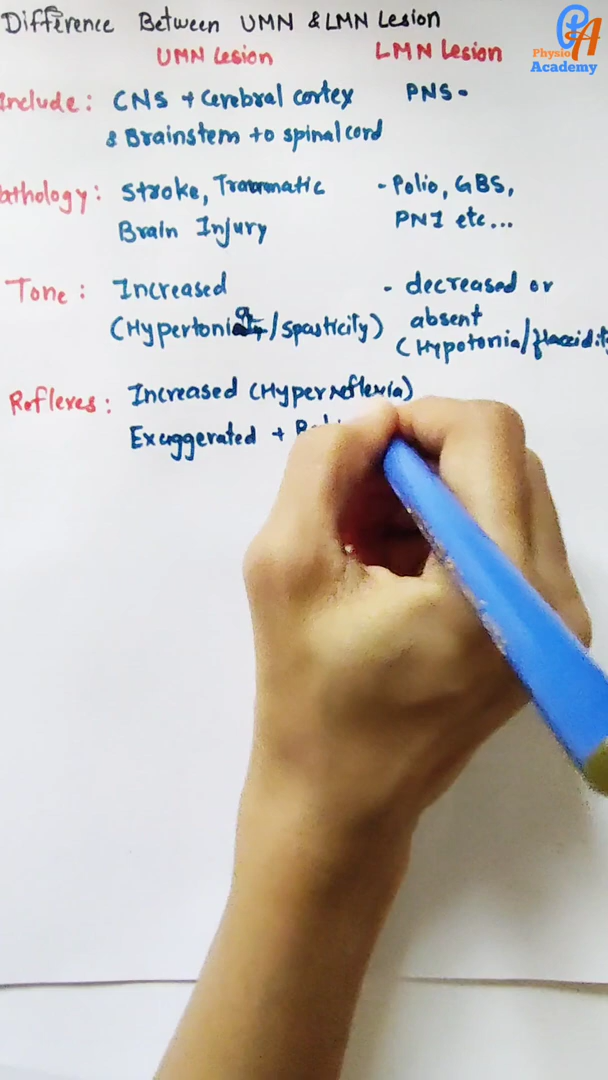 Difference Between UMN & LMN Lesion
Physio
Academy
UMN Lesion LMN Lesion
Include : CNS + Cerebral cortex PNS -
& Brainstem to spinal cord
athology : Stroke, Traumatic - Polio, GBS,
Brain Injury PNI etc...
Tone : Increased - decreased or
(Hypertonia/spasticity) absent
(Hypotonia/flaccidity
Reflexes : Increased (Hyperreflexia)
Exaggerated +